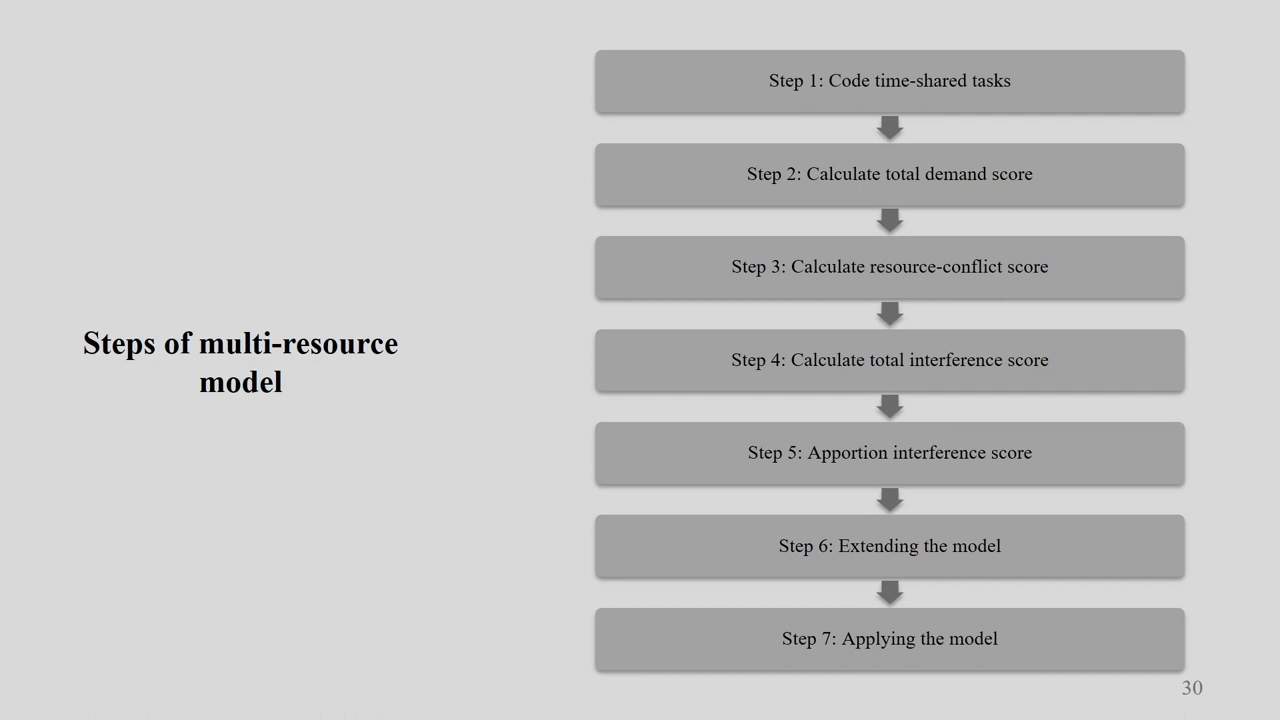 Steps of multi-resource
model
Step 1: Code time-shared tasks
Step 2: Calculate total demand score
Step 3: Calculate resource-conflict score
Step 4: Calculate total interference score
Step 5: Apportion interference score
Step 6: Extending the model
Step 7: Applying the model
30